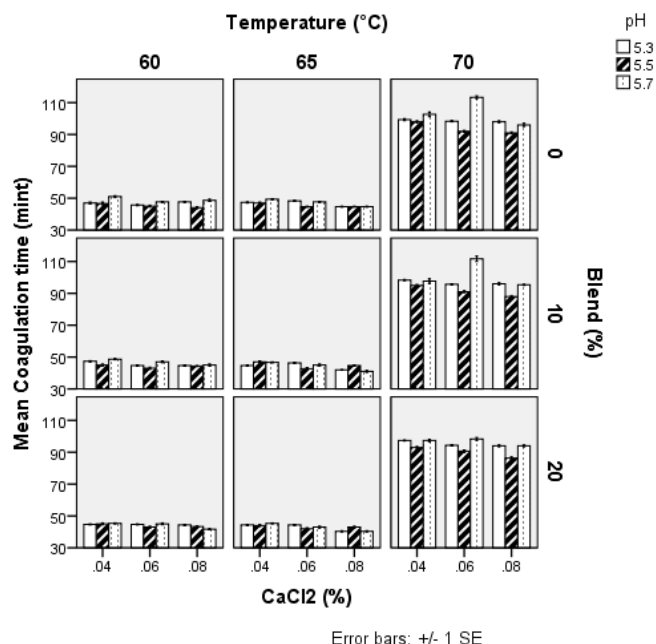 Temperature (°C)
60 65 70
pH
5.3
5.5
5.7
Mean Coagulation time (mint)
110
90
70
50
30
0
110
90
70
50
30
10
110
90
70
50
30
20
Blend (%)
.04 .06 .08 .04 .06 .08 .04 .06 .08
CaCl2 (%)
Error bars: +/- 1 SE